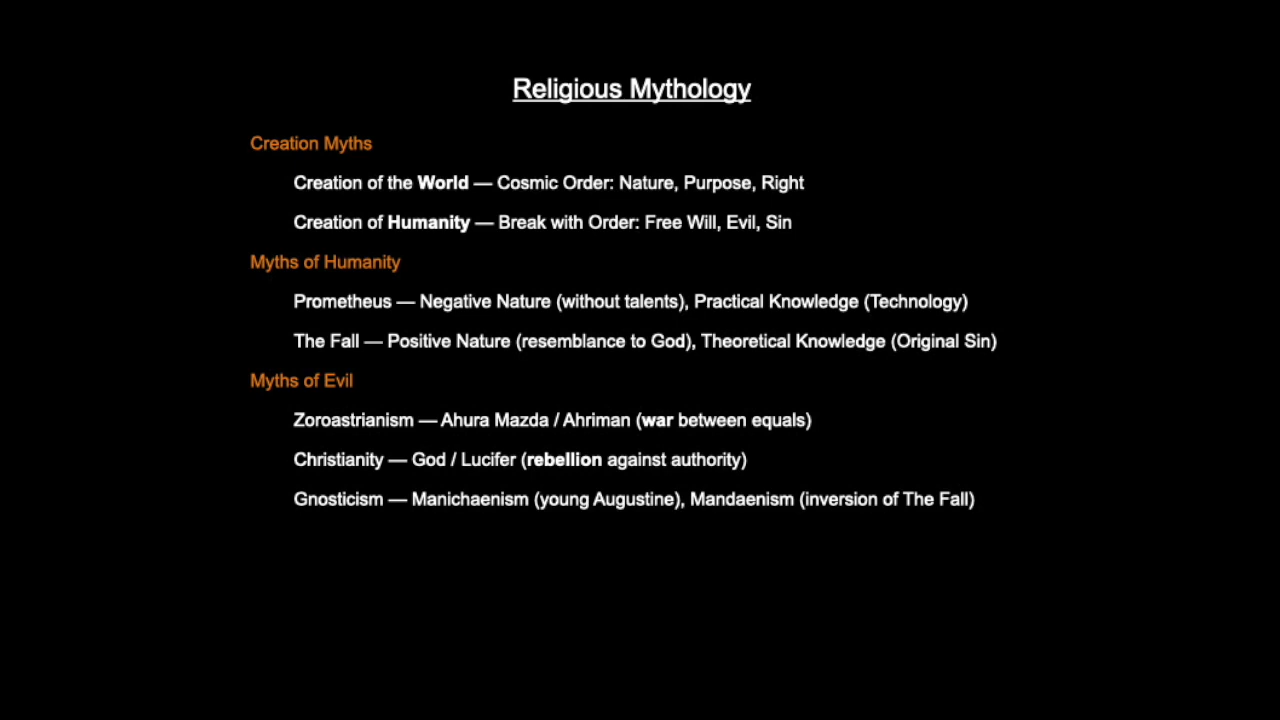 Religious Mythology
Creation Myths
Creation of the World — Cosmic Order: Nature, Purpose, Right
Creation of Humanity — Break with Order: Free Will, Evil, Sin
Myths of Humanity
Prometheus — Negative Nature (without talents), Practical Knowledge (Technology)
The Fall — Positive Nature (resemblance to God), Theoretical Knowledge (Original Sin)
Myths of Evil
Zoroastrianism — Ahura Mazda / Ahriman (war between equals)
Christianity — God / Lucifer (rebellion against authority)
Gnosticism — Manichaenism (young Augustine), Mandaenism (inversion of The Fall)